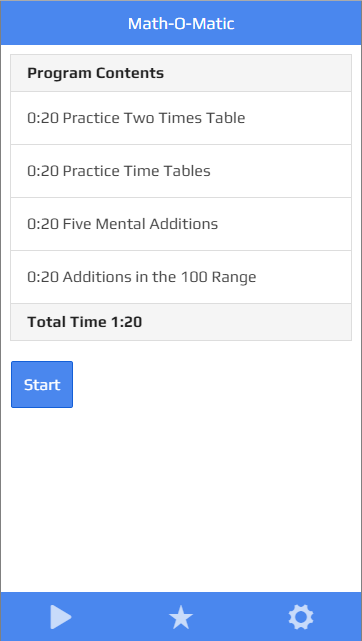 Math-O-Matic
Program Contents
0:20 Practice Two Times Table
0:20 Practice Time Tables
0:20 Five Mental Additions
0:20 Additions in the 100 Range
Total Time 1:20
Start